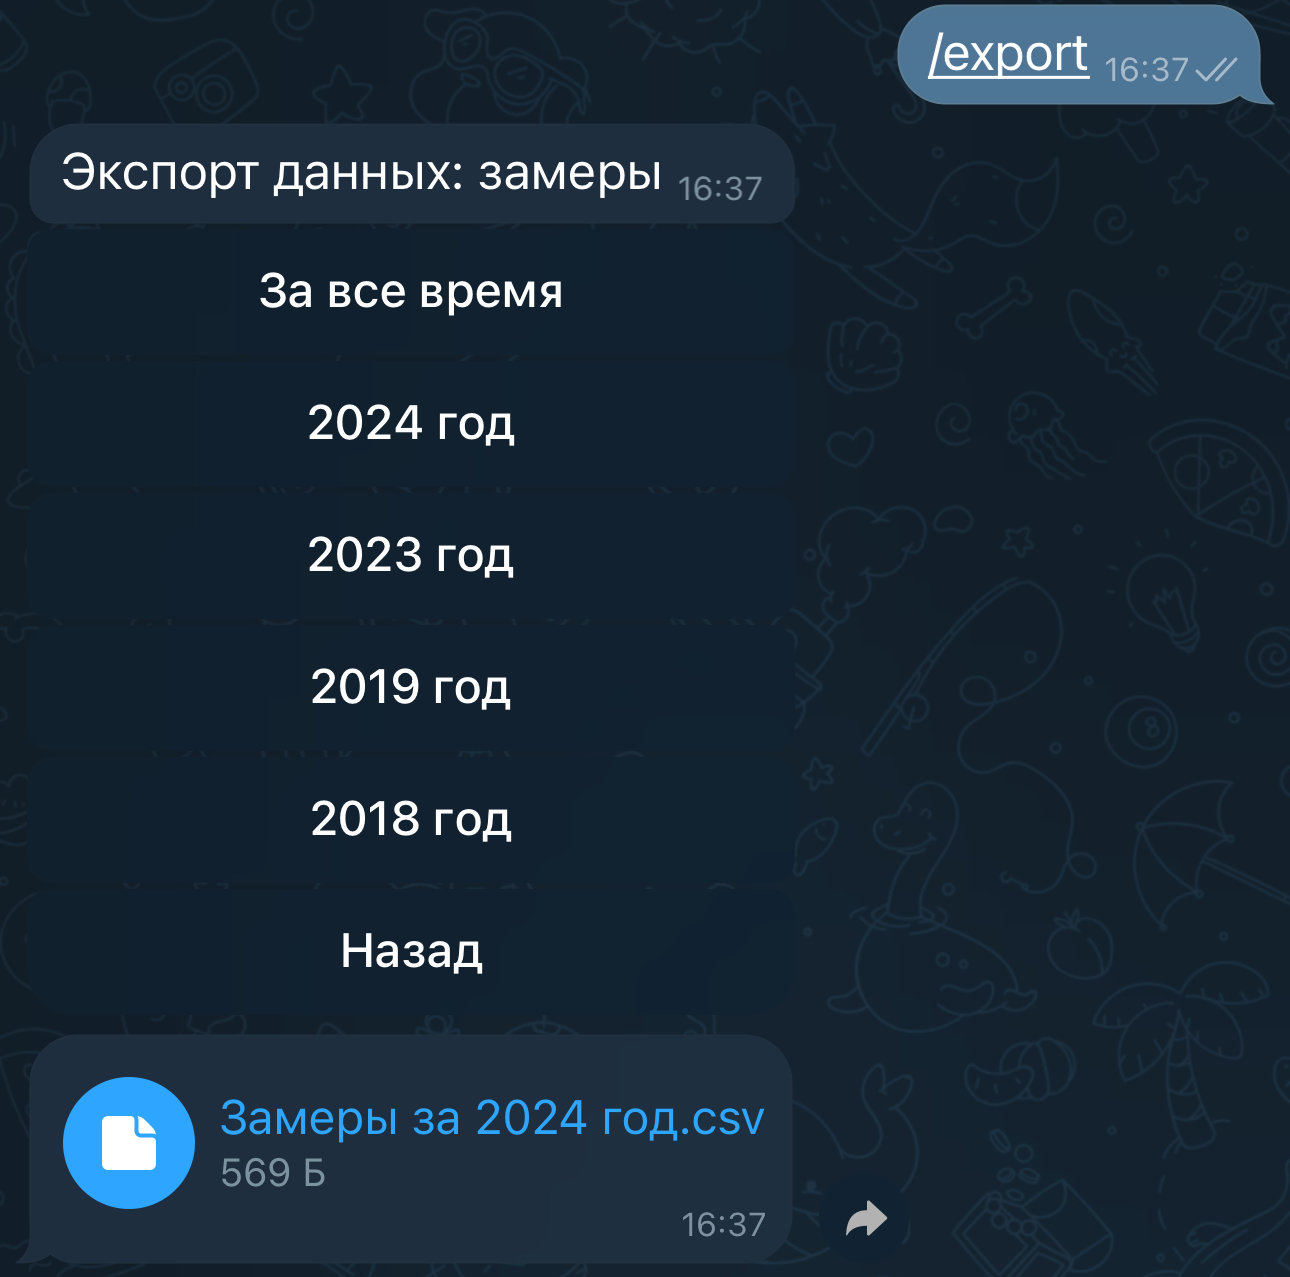 /export 16:37
Экспорт данных: замеры 16:37
За все время
2024 год
2023 год
2019 год
2018 год
Назад
Замеры за 2024 год.csv
569 Б
16:37